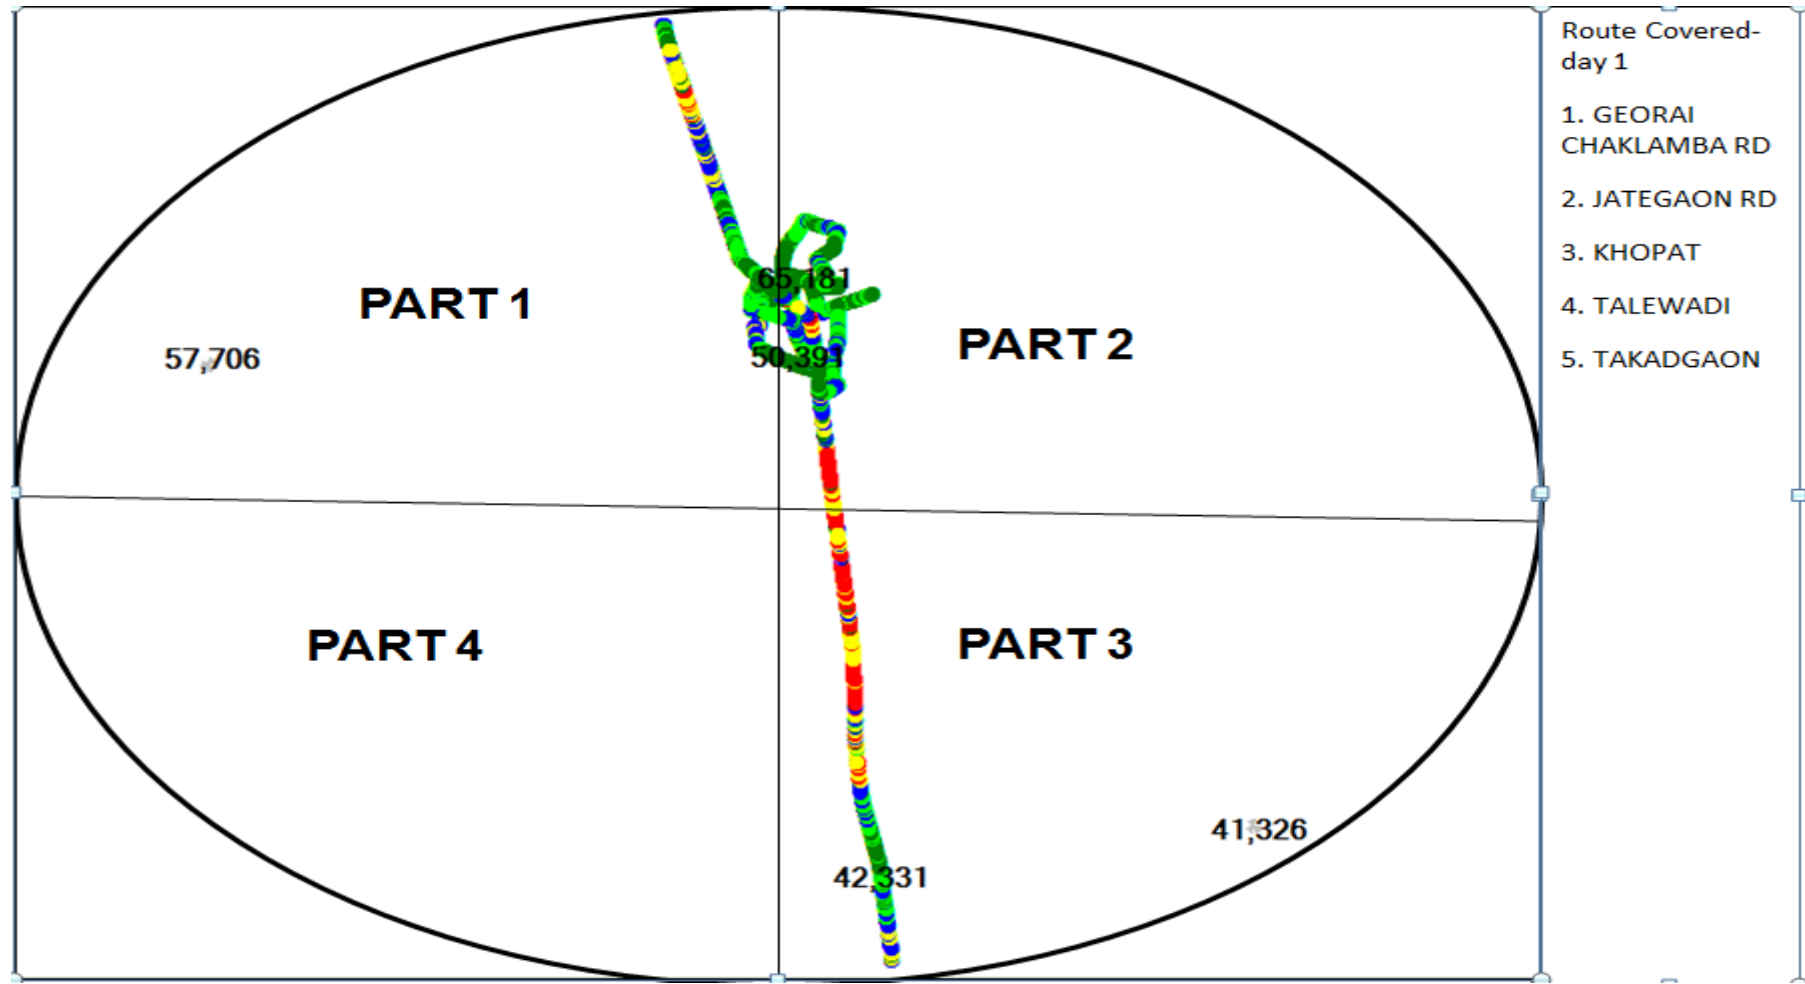 Route Covered-
day 1
1. GEORAI
CHAKLAMBA RD
2. JATEGAON RD
3. KHOPAT
4. TALEWADI
5. TAKADGAON
65,181
PART 1
PART 2
57,706
50,391
PART 4
PART 3
41,326
42,331